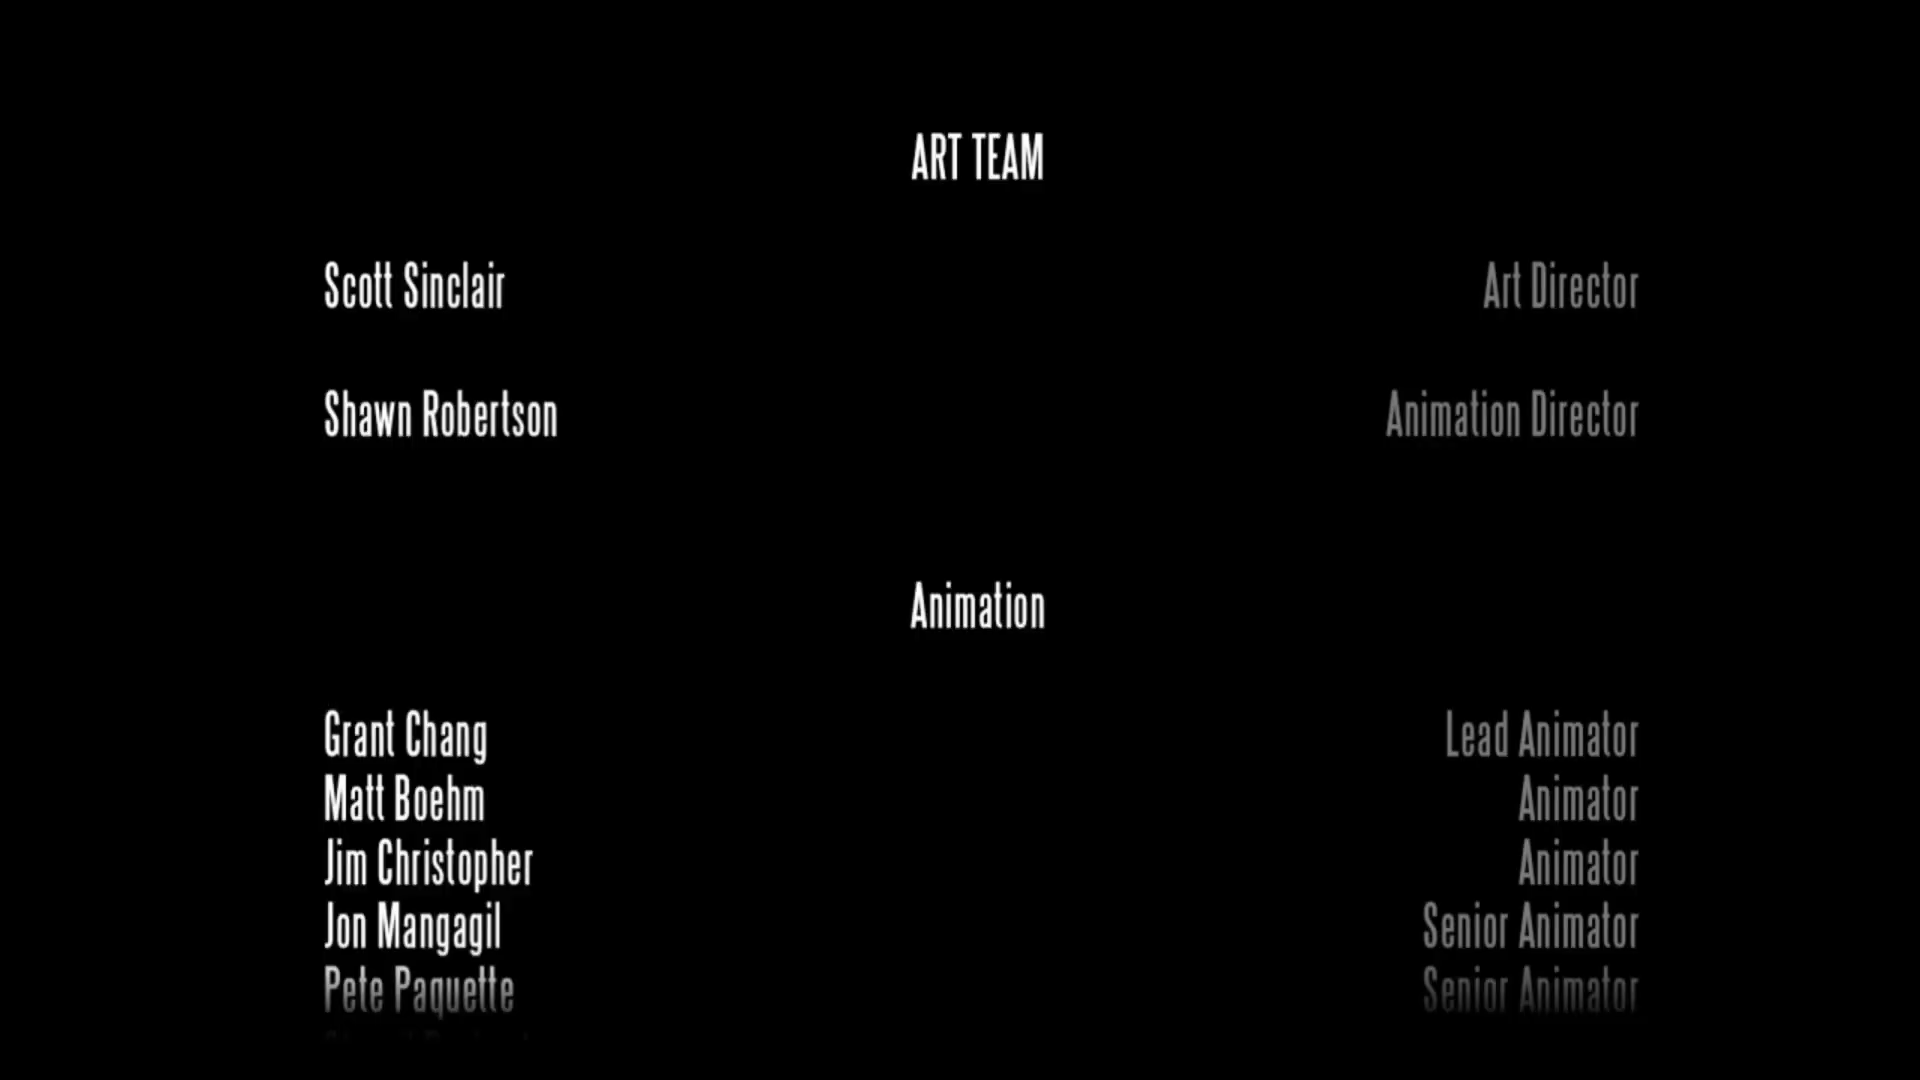 ART TEAM
Scott Sinclair Art Director
Shawn Robertson Animation Director
Animation
Grant Chang Lead Animator
Matt Boehm Animator
Jim Christopher Animator
Jon Mangagil Senior Animator
Pete Paquette Senior Animator